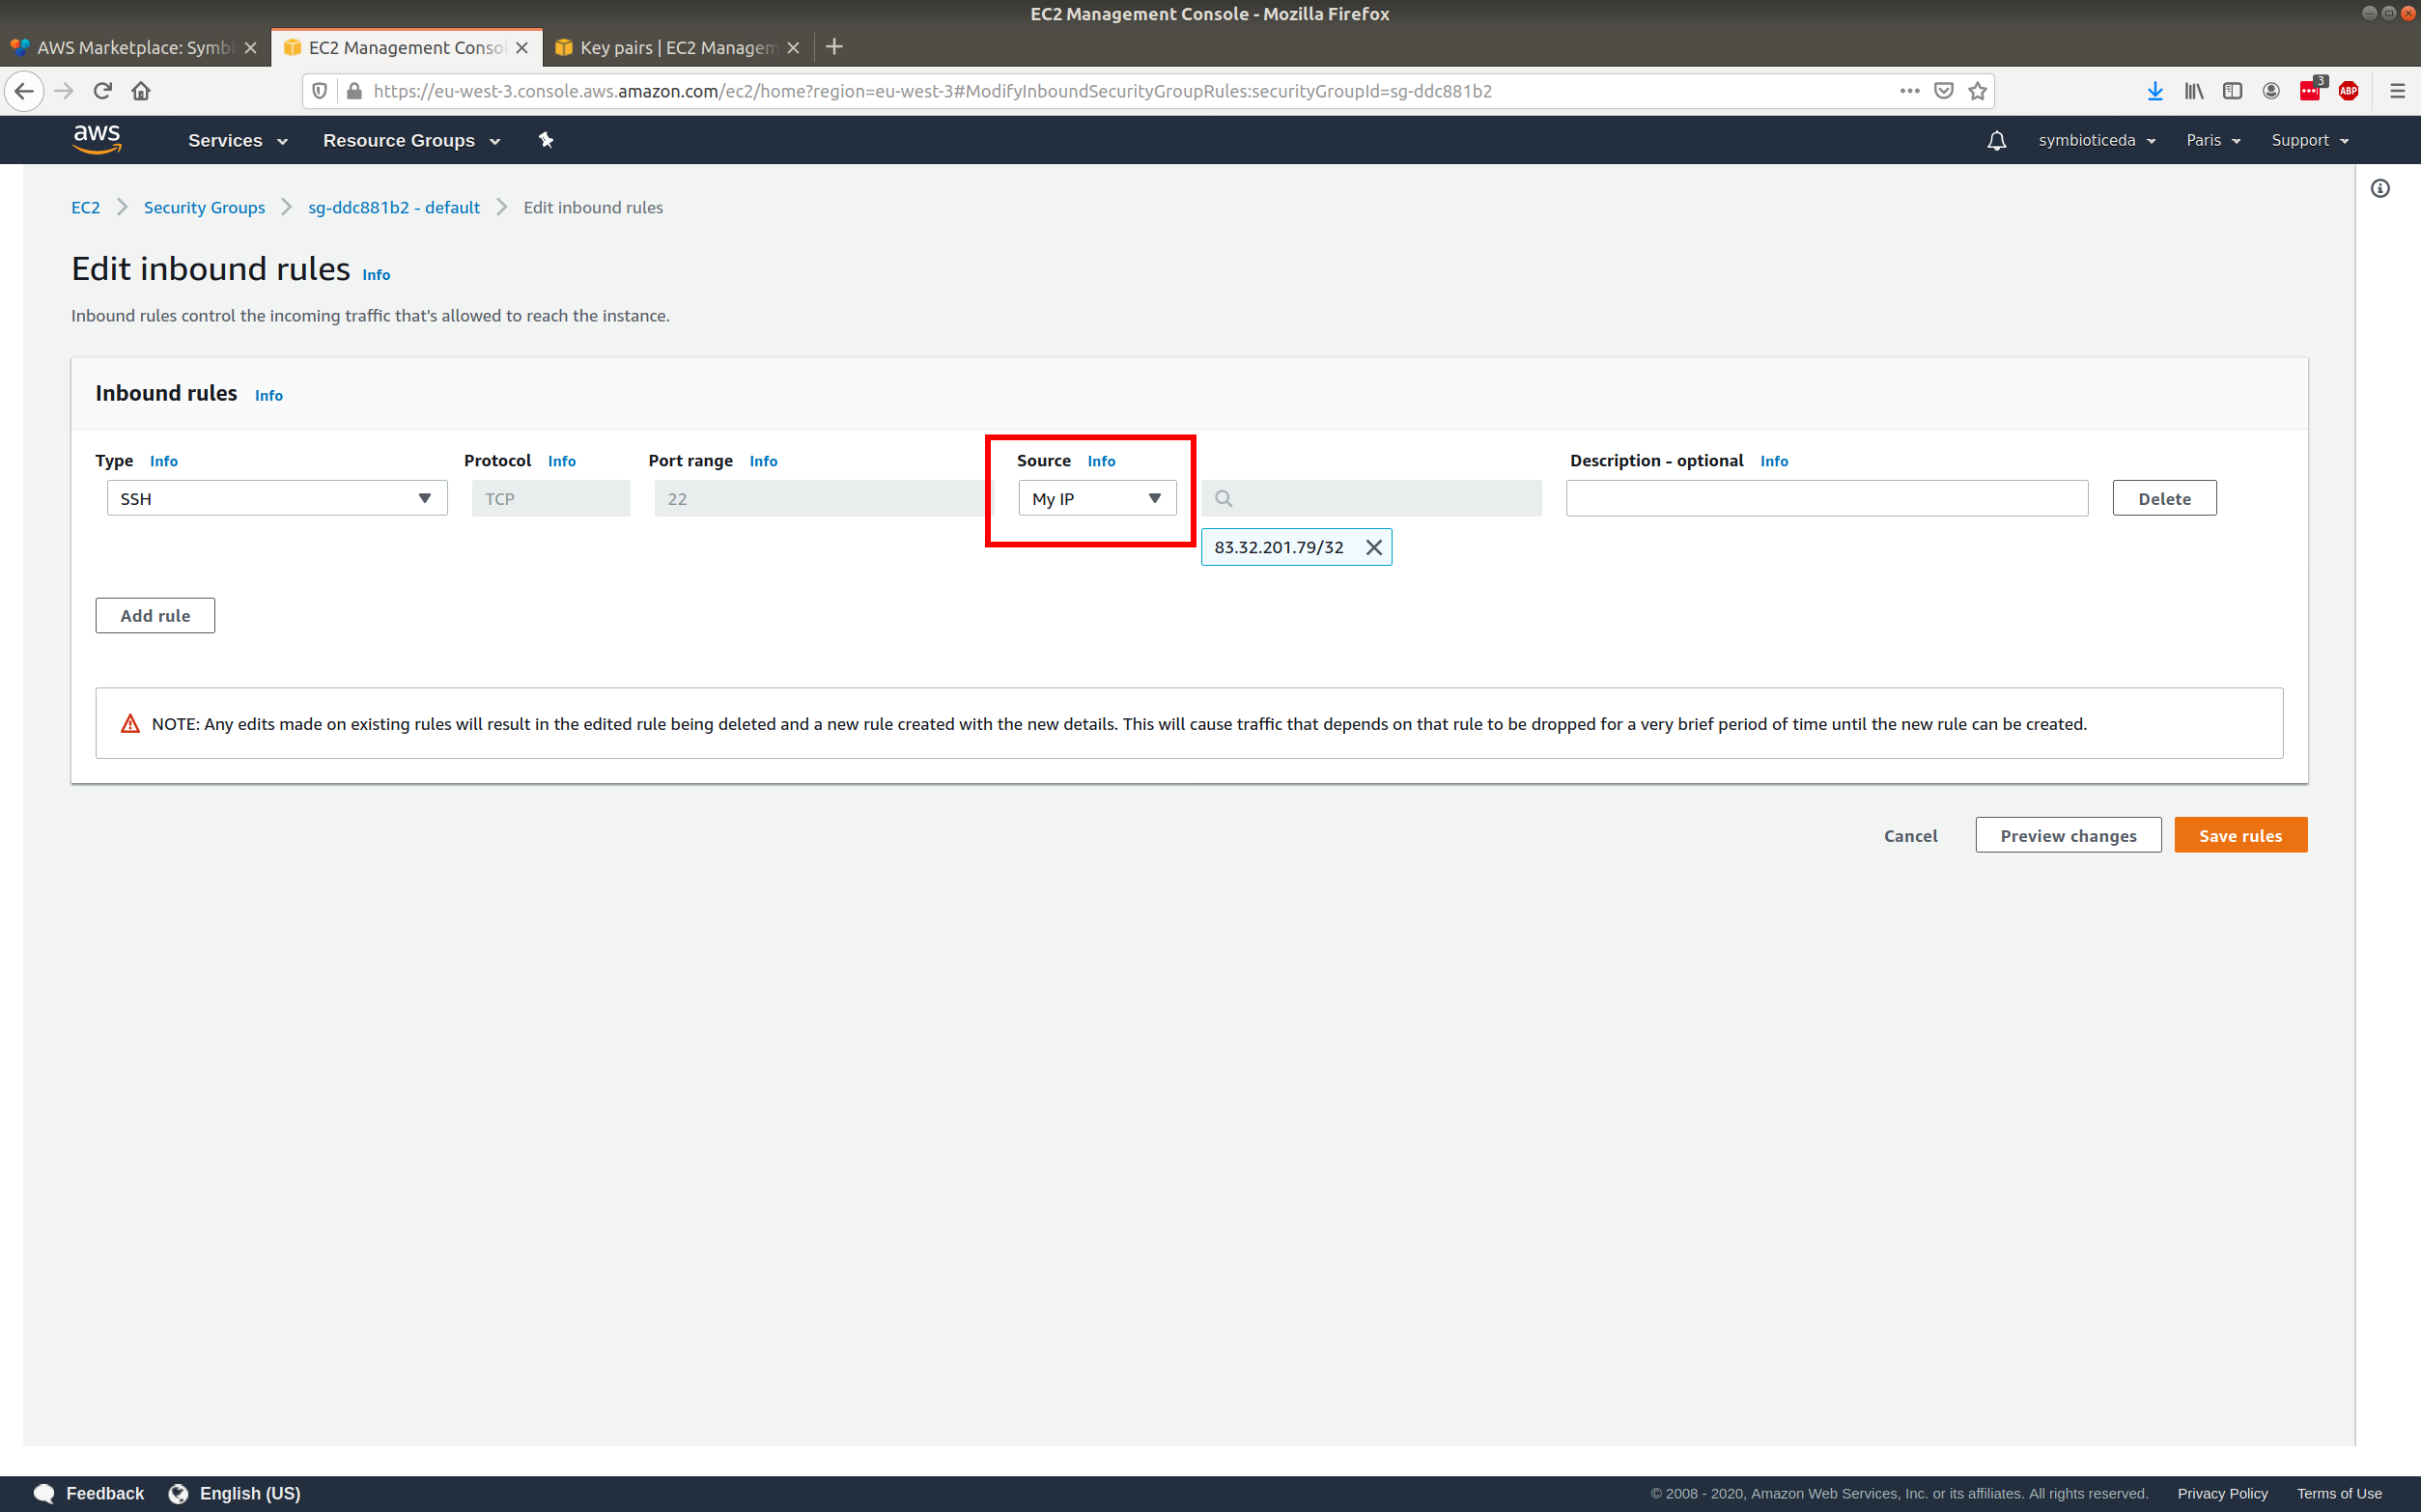 EC2 Management Console - Mozilla Firefox
AWS Marketplace: Symbi
EC2 Management Consol
Key pairs | EC2 Managem
https://eu-west-3.console.aws.amazon.com/ec2/home?region=eu-west-3#ModifyInboundSecurityGroupRules:securityGroupId=sg-ddc881b2
3
ABP
aws Services Resource Groups symbioticeda Paris Support
EC2 Security Groups sg-ddc881b2 - default Edit inbound rules
Edit inbound rules Info
Inbound rules control the incoming traffic that's allowed to reach the instance.
Inbound rules Info
Type Info Protocol Info Port range Info Source Info Description - optional Info
SSH TCP 22 My IP Delete
83.32.201.79/32
Add rule
NOTE: Any edits made on existing rules will result in the edited rule being deleted and a new rule created with the new details. This will cause traffic that depends on that rule to be dropped for a very brief period of time until the new rule can be created.
Cancel Preview changes Save rules
Feedback English (US) © 2008 - 2020, Amazon Web Services, Inc. or its affiliates. All rights reserved. Privacy Policy Terms of Use